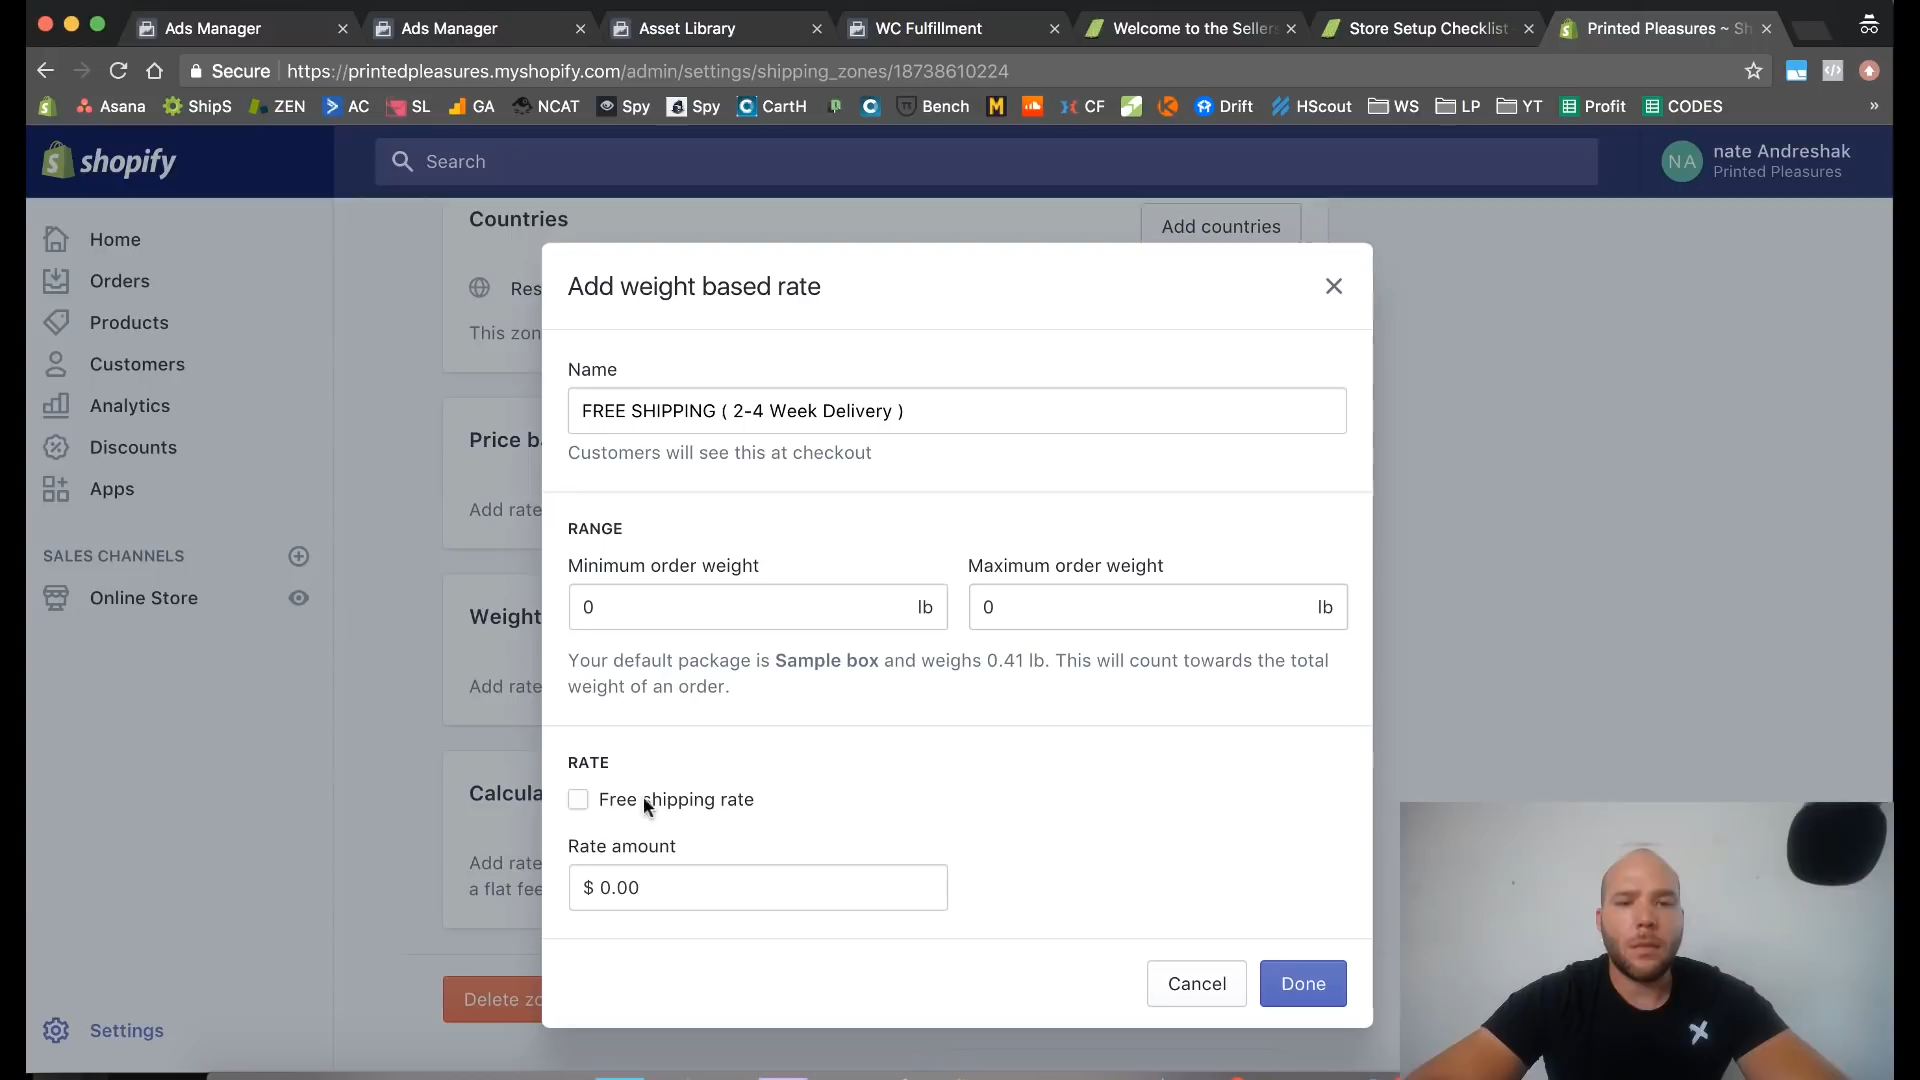 Ads Manager
Ads Manager
Asset Library
WC Fulfillment
Welcome to the Sellers
Store Setup Checklist
Printed Pleasures ~ Sh
Secure
https://printedpleasures.myshopify.com/admin/settings/shipping_zones/18738610224
Asana
ShipS
ZEN
AC
SL
GA
NCAT
Spy
Spy
CartH
Bench
CF
Drift
HScout
WS
LP
YT
Profit
CODES
»
shopify
Search
NA
nate Andreshak
Printed Pleasures
Home
Orders
Products
Customers
Analytics
Discounts
Apps
SALES CHANNELS
Online Store
Settings
Countries
Add countries
Res
This zon
Price b
Add rate
Weight
Add rate
Calcula
Add rate
a flat fee
Delete zo
Add weight based rate
Name
FREE SHIPPING ( 2-4 Week Delivery )
Customers will see this at checkout
RANGE
Minimum order weight
Maximum order weight
0 lb
0 lb
Your default package is Sample box and weighs 0.41 lb. This will count towards the total
weight of an order.
RATE
Free shipping rate
Rate amount
$ 0.00
Cancel
Done